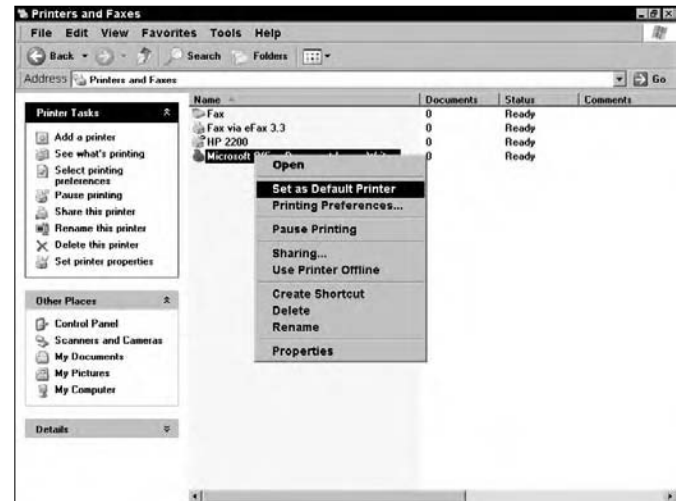 Printers and Faxes
File Edit View Favorites Tools Help
Back Search Folders
Address Printers and Faxes Go
Printer Tasks
Add a printer
See what's printing
Select printing
preferences
Pause printing
Share this printer
Rename this printer
Delete this printer
Set printer properties
Other Places
Control Panel
Scanners and Cameras
My Documents
My Pictures
My Computer
Details
Name Documents Status Comments
Fax 0 Ready
Fax via eFax 3.3 0 Ready
HP 2200 0 Ready
Microsoft 0 Ready
Open
Set as Default Printer
Printing Preferences...
Pause Printing
Sharing...
Use Printer Offline
Create Shortcut
Delete
Rename
Properties